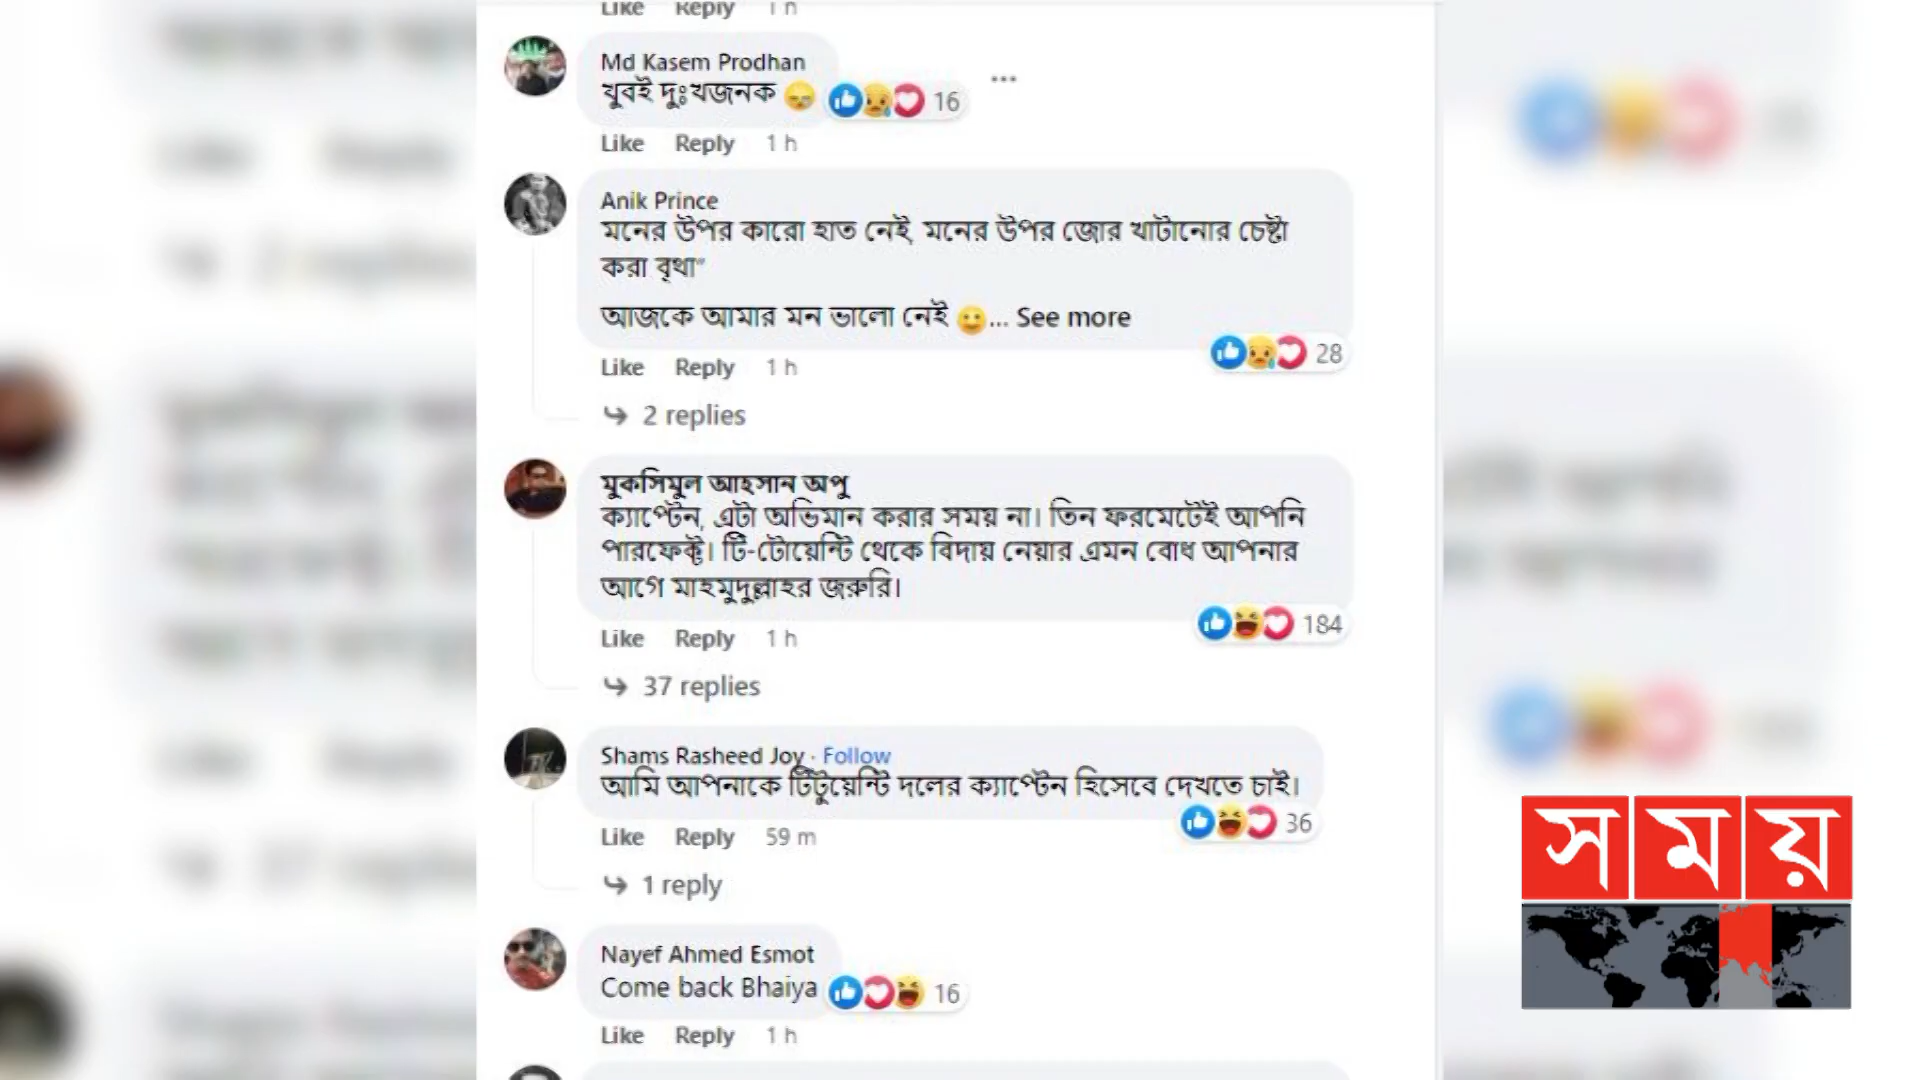 Like Reply 1 h
Md Kasem Prodhan
খুবই দুঃখজনক 😞 16
Like Reply 1 h
Anik Prince
মনের উপর কারো হাত নেই, মনের উপর জোর খাটানোর চেষ্টা
করা বৃথা"
আজকে আমার মন ভালো নেই 🙂... See more
28
Like Reply 1 h
2 replies
মুকসিমুল আহসান অপু
ক্যাপ্টেন, এটা অভিমান করার সময় না। তিন ফরমেটেই আপনি
পারফেক্ট। টি-টোয়েন্টি থেকে বিদায় নেয়ার এমন বোধ আপনার
আগে মাহমুদুল্লাহর জরুরি।
184
Like Reply 1 h
37 replies
Shams Rasheed Joy · Follow
আমি আপনাকে টিটুয়েন্টি দলের ক্যাপ্টেন হিসেবে দেখতে চাই।
36
Like Reply 59 m
1 reply
Nayef Ahmed Esmot
Come back Bhaiya 16
Like Reply 1 h
সময়